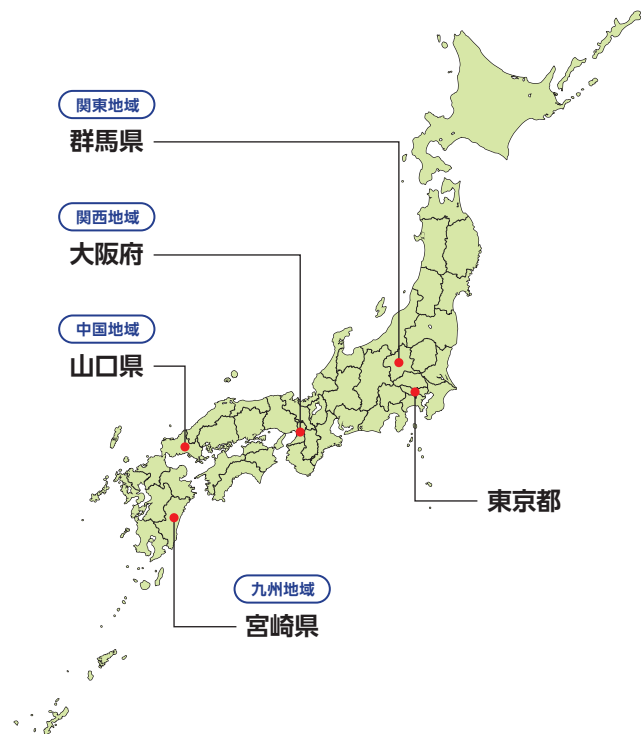 関東地域
群馬県
関西地域
大阪府
中国地域
山口県
東京都
九州地域
宮崎県